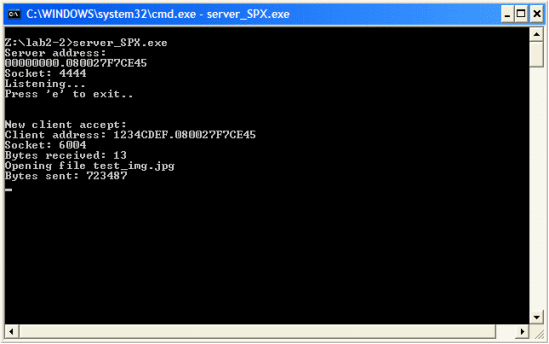 C:\WINDOWS\system32\cmd.exe - server_SPX.exe
Z:\lab2-2>server_SPX.exe
Server address:
00000000.080027F7CE45
Socket: 4444
Listening...
Press 'e' to exit..
New client accept:
Client address: 1234CDEF.080027F7CE45
Socket: 6004
Bytes received: 13
Opening file test_img.jpg
Bytes sent: 723487